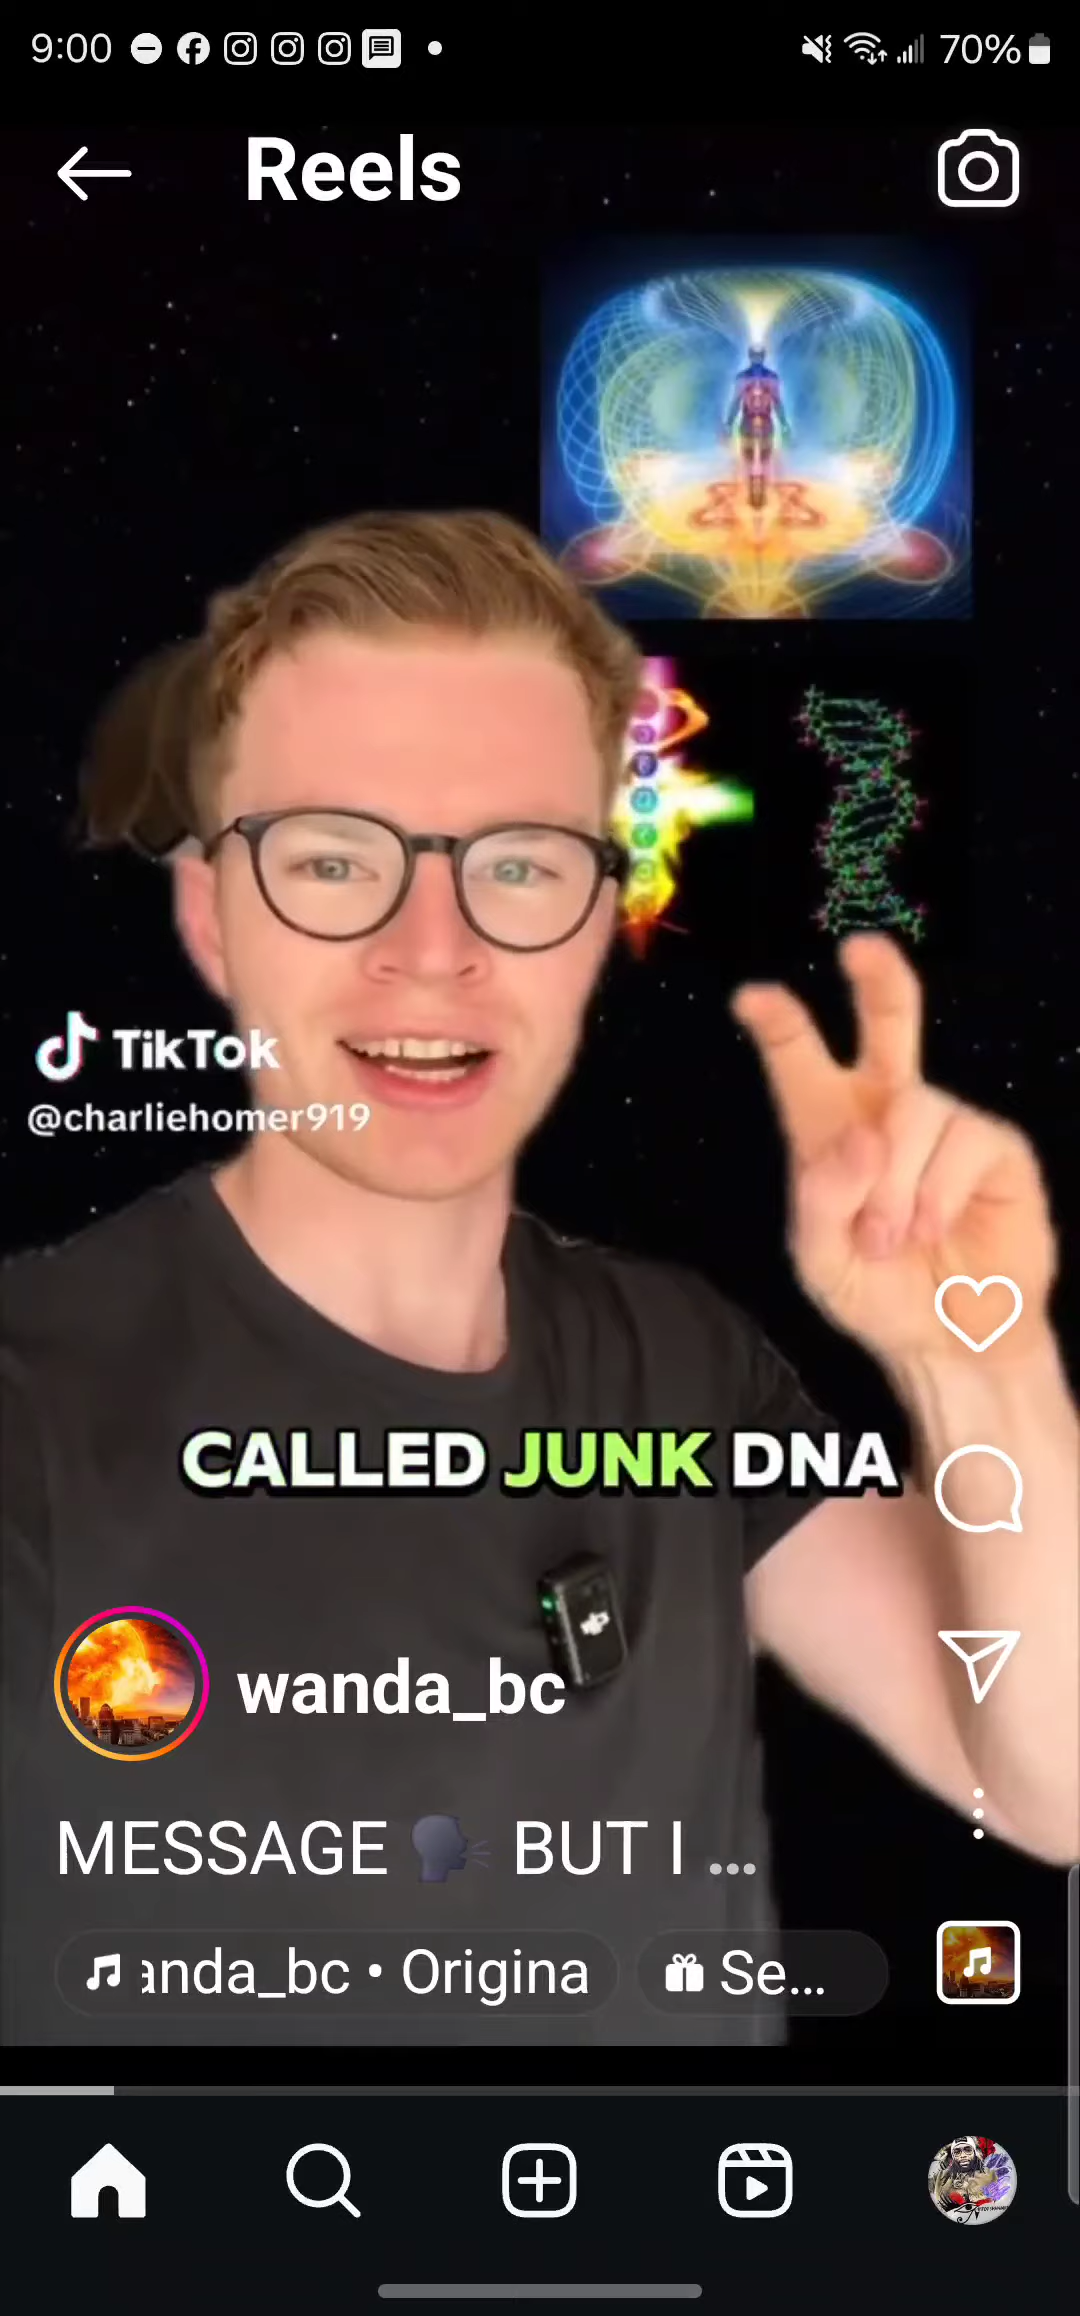 9:00 70%
Reels
TikTok
@charliehomer919
CALLED JUNK DNA
wanda_bc
MESSAGE 🗣 BUT I ...
anda_bc • Origina Se...